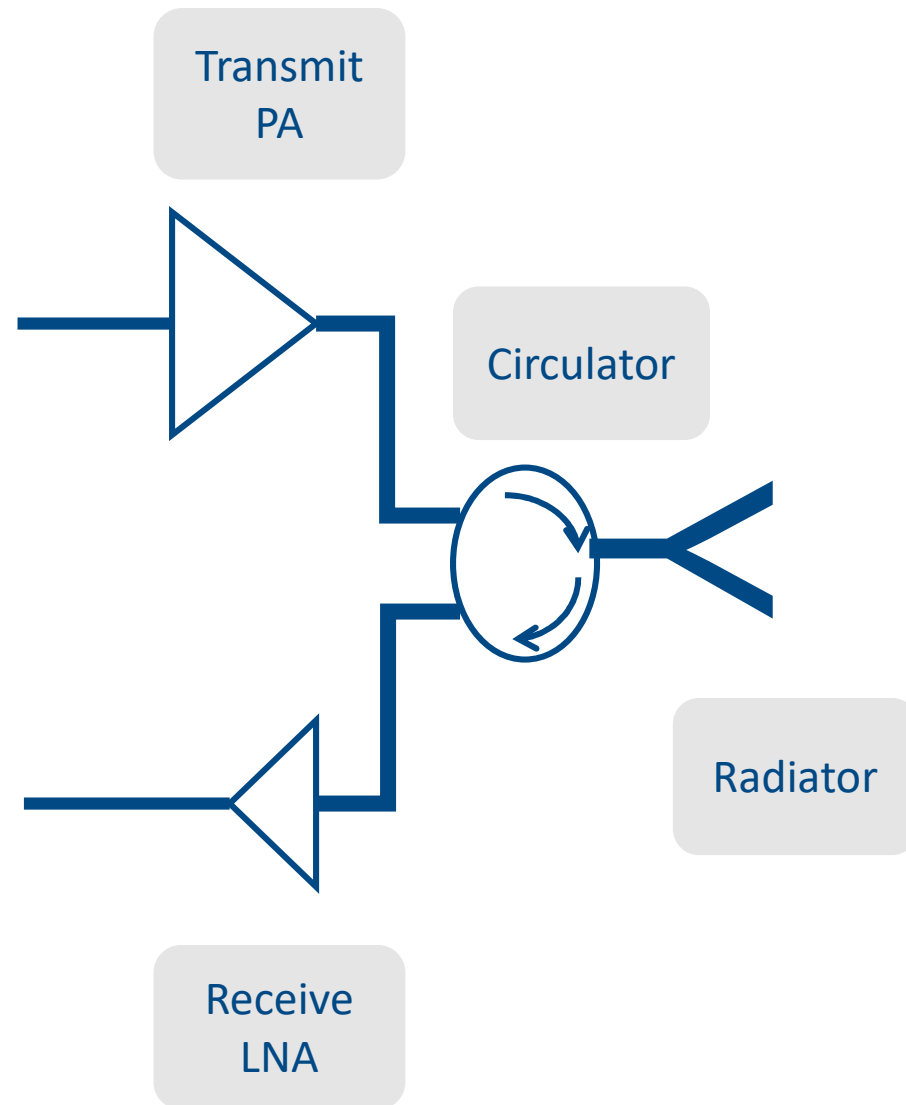 Transmit
PA
Circulator
Radiator
Receive
LNA